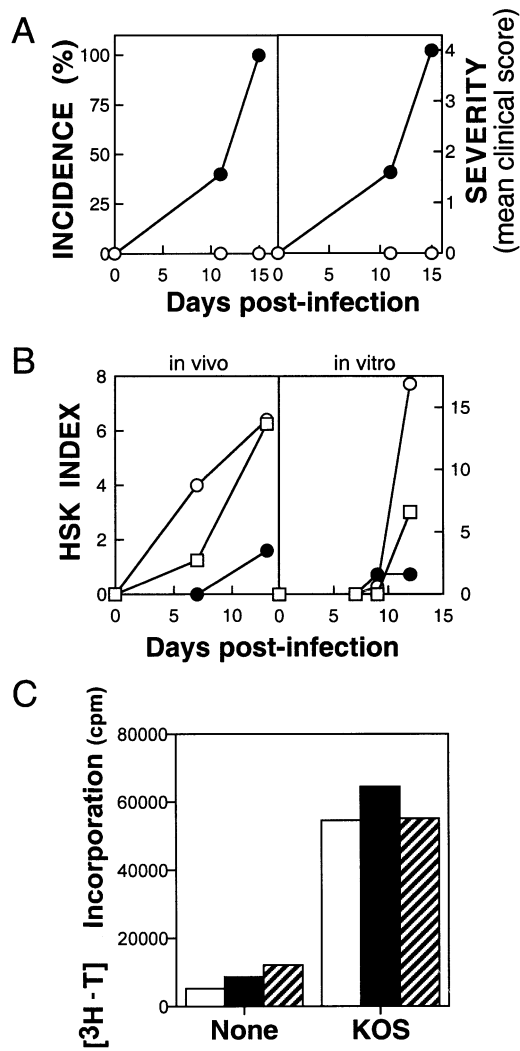 A
INCIDENCE (%)
100
75
50
25
0
0 5 10 15 0 5 10 15
4
3
2
1
0
SEVERITY
(mean clinical score)
Days post-infection
B
in vivo in vitro
HSK INDEX
8
6
4
2
0
0 5 10 0 5 10 15
15
10
5
0
Days post-infection
C
[3H-T] Incorporation (cpm)
80000
60000
40000
20000
0
None KOS